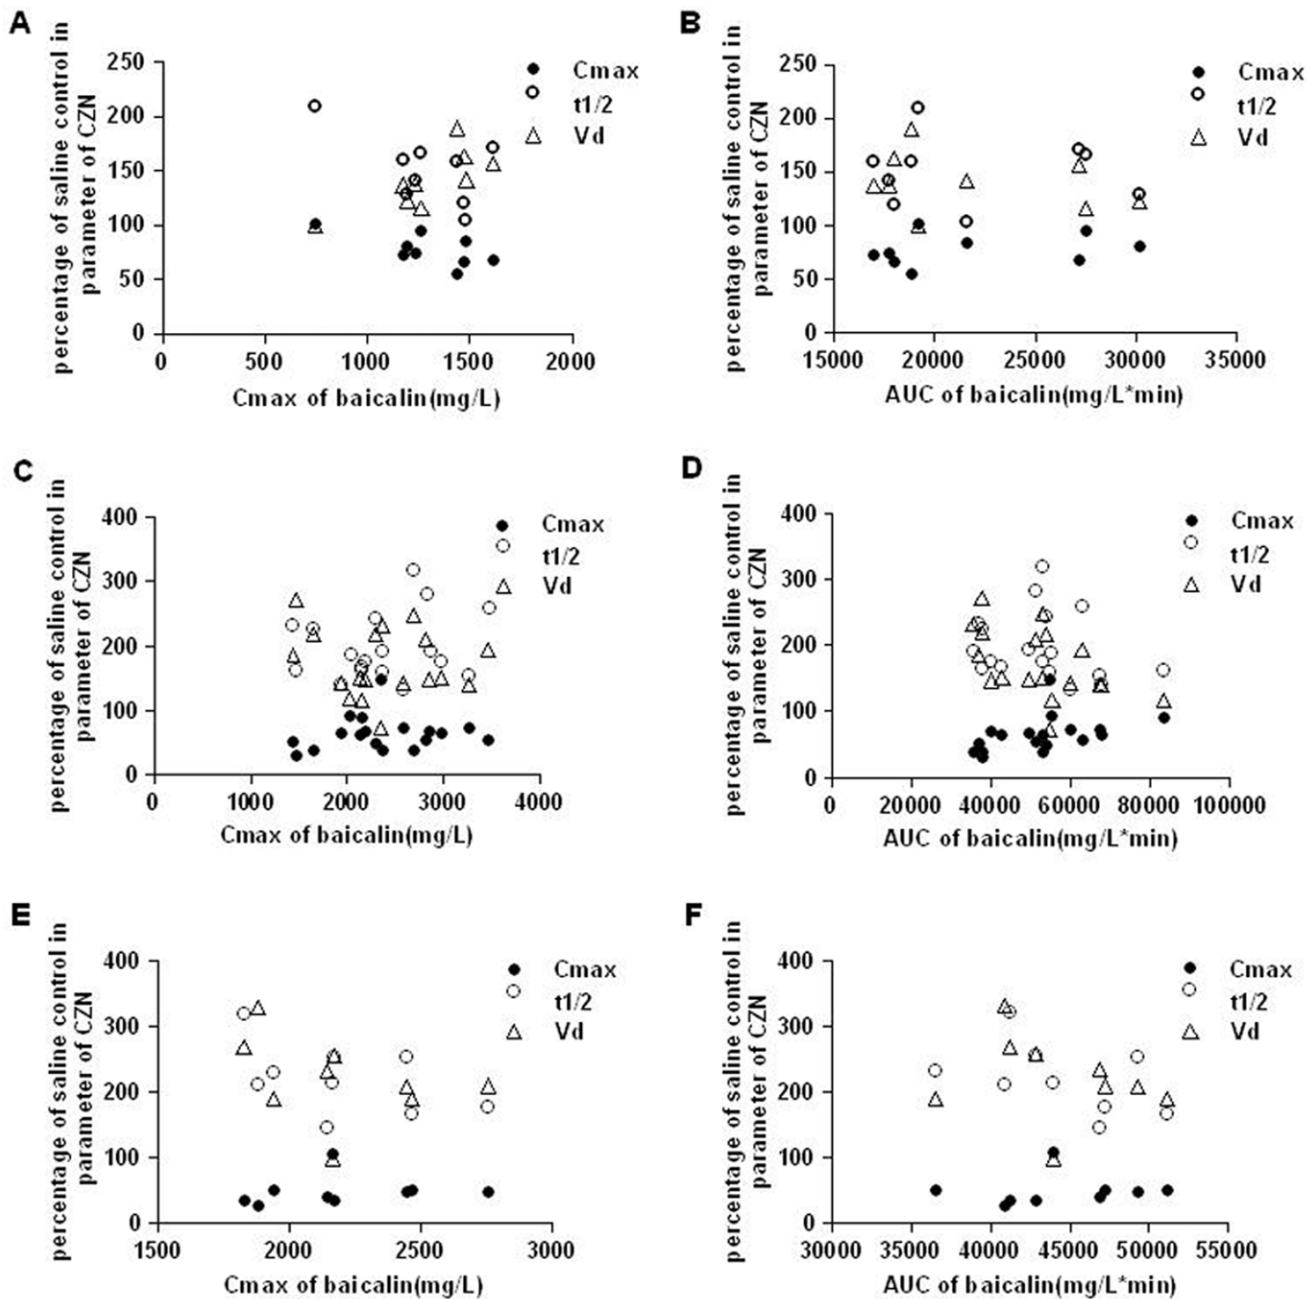 A
percentage of saline control in
parameter of CZN
250
200
150
100
50
0
0 500 1000 1500 2000
Cmax of baicalin(mg/L)
Cmax
t1/2
Vd
B
percentage of saline control in
parameter of CZN
250
200
150
100
50
0
15000 20000 25000 30000 35000
AUC of baicalin(mg/L*min)
Cmax
t1/2
Vd
C
percentage of saline control in
parameter of CZN
400
300
200
100
0
0 1000 2000 3000 4000
Cmax of baicalin(mg/L)
Cmax
t1/2
Vd
D
percentage of saline control in
parameter of CZN
400
300
200
100
0
0 20000 40000 60000 80000 100000
AUC of baicalin(mg/L*min)
Cmax
t1/2
Vd
E
percentage of saline control in
parameter of CZN
400
300
200
100
0
1500 2000 2500 3000
Cmax of baicalin(mg/L)
Cmax
t1/2
Vd
F
percentage of saline control in
parameter of CZN
400
300
200
100
0
30000 35000 40000 45000 50000 55000
AUC of baicalin(mg/L*min)
Cmax
t1/2
Vd